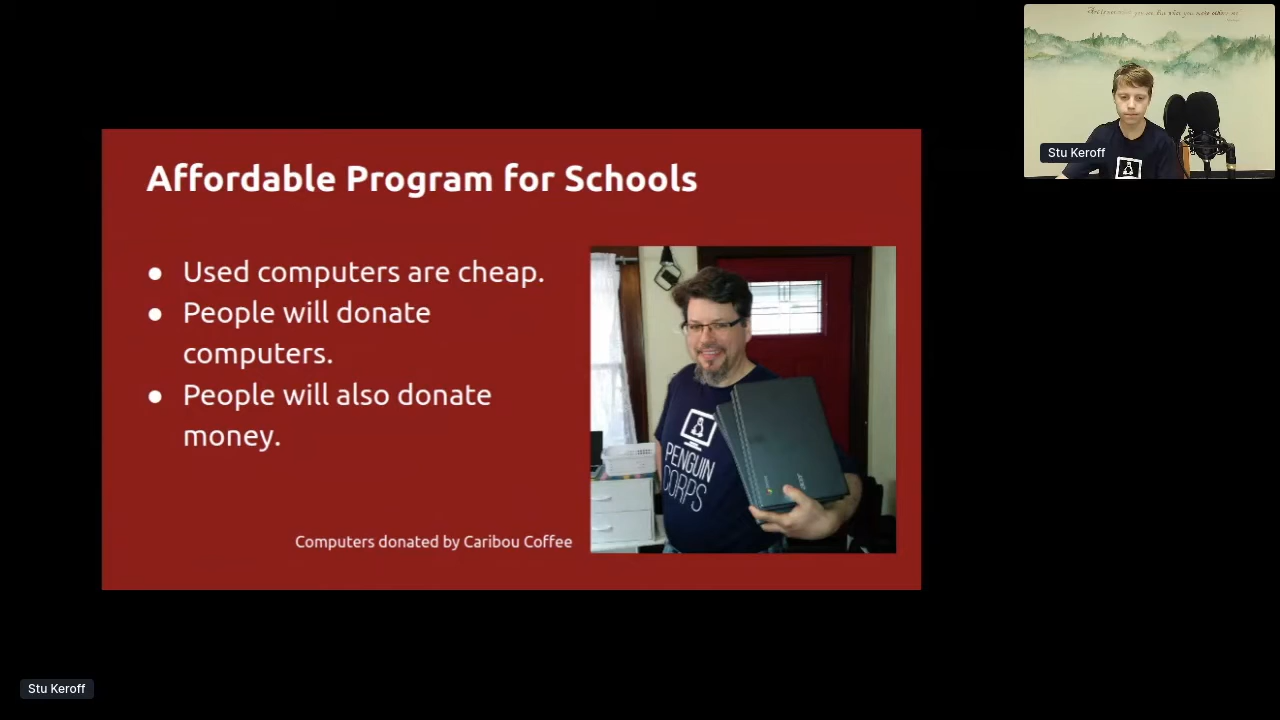 Affordable Program for Schools
● Used computers are cheap.
● People will donate
computers.
● People will also donate
money.
Computers donated by Caribou Coffee
PENGUIN
CORPS
acer
Stu Keroff
Stu Keroff